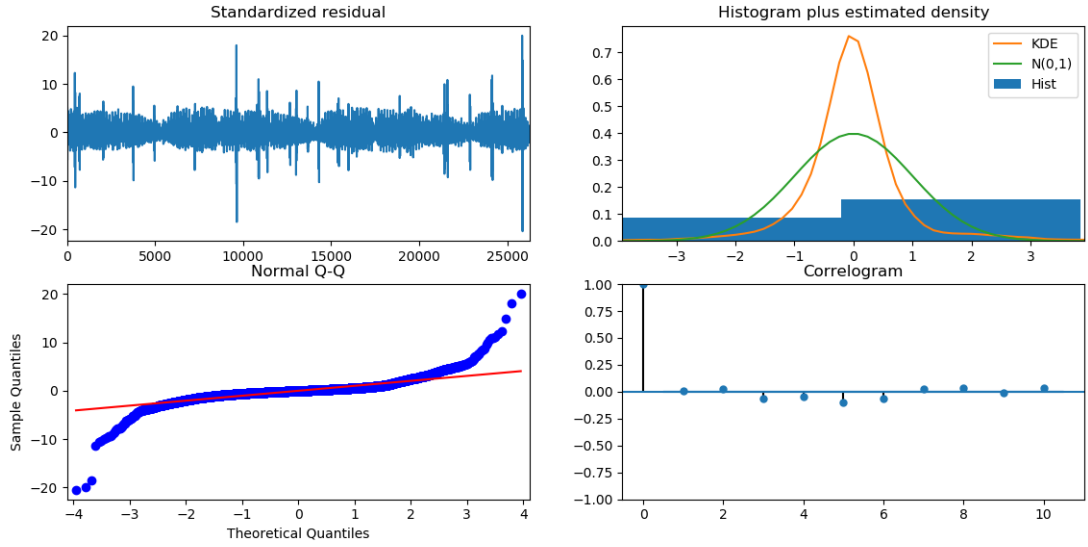 Standardized residual
20
10
0
−10
−20
0 5000 10000 15000 20000 25000
Histogram plus estimated density
0.7
0.6
0.5
0.4
0.3
0.2
0.1
0.0
−3 −2 −1 0 1 2 3
KDE
N(0,1)
Hist
Normal Q-Q
Sample Quantiles
20
10
0
−10
−20
−4 −3 −2 −1 0 1 2 3 4
Theoretical Quantiles
Correlogram
1.00
0.75
0.50
0.25
0.00
−0.25
−0.50
−0.75
−1.00
0 2 4 6 8 10